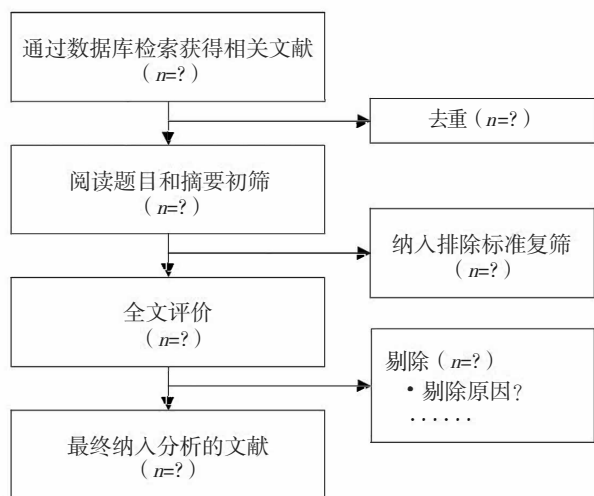 通过数据库检索获得相关文献
（n=?）
去重（n=?）
阅读题目和摘要初筛
（n=?）
纳入排除标准复筛
（n=?）
全文评价
（n=?）
剔除（n=?）
• 剔除原因？
……
最终纳入分析的文献
（n=?）